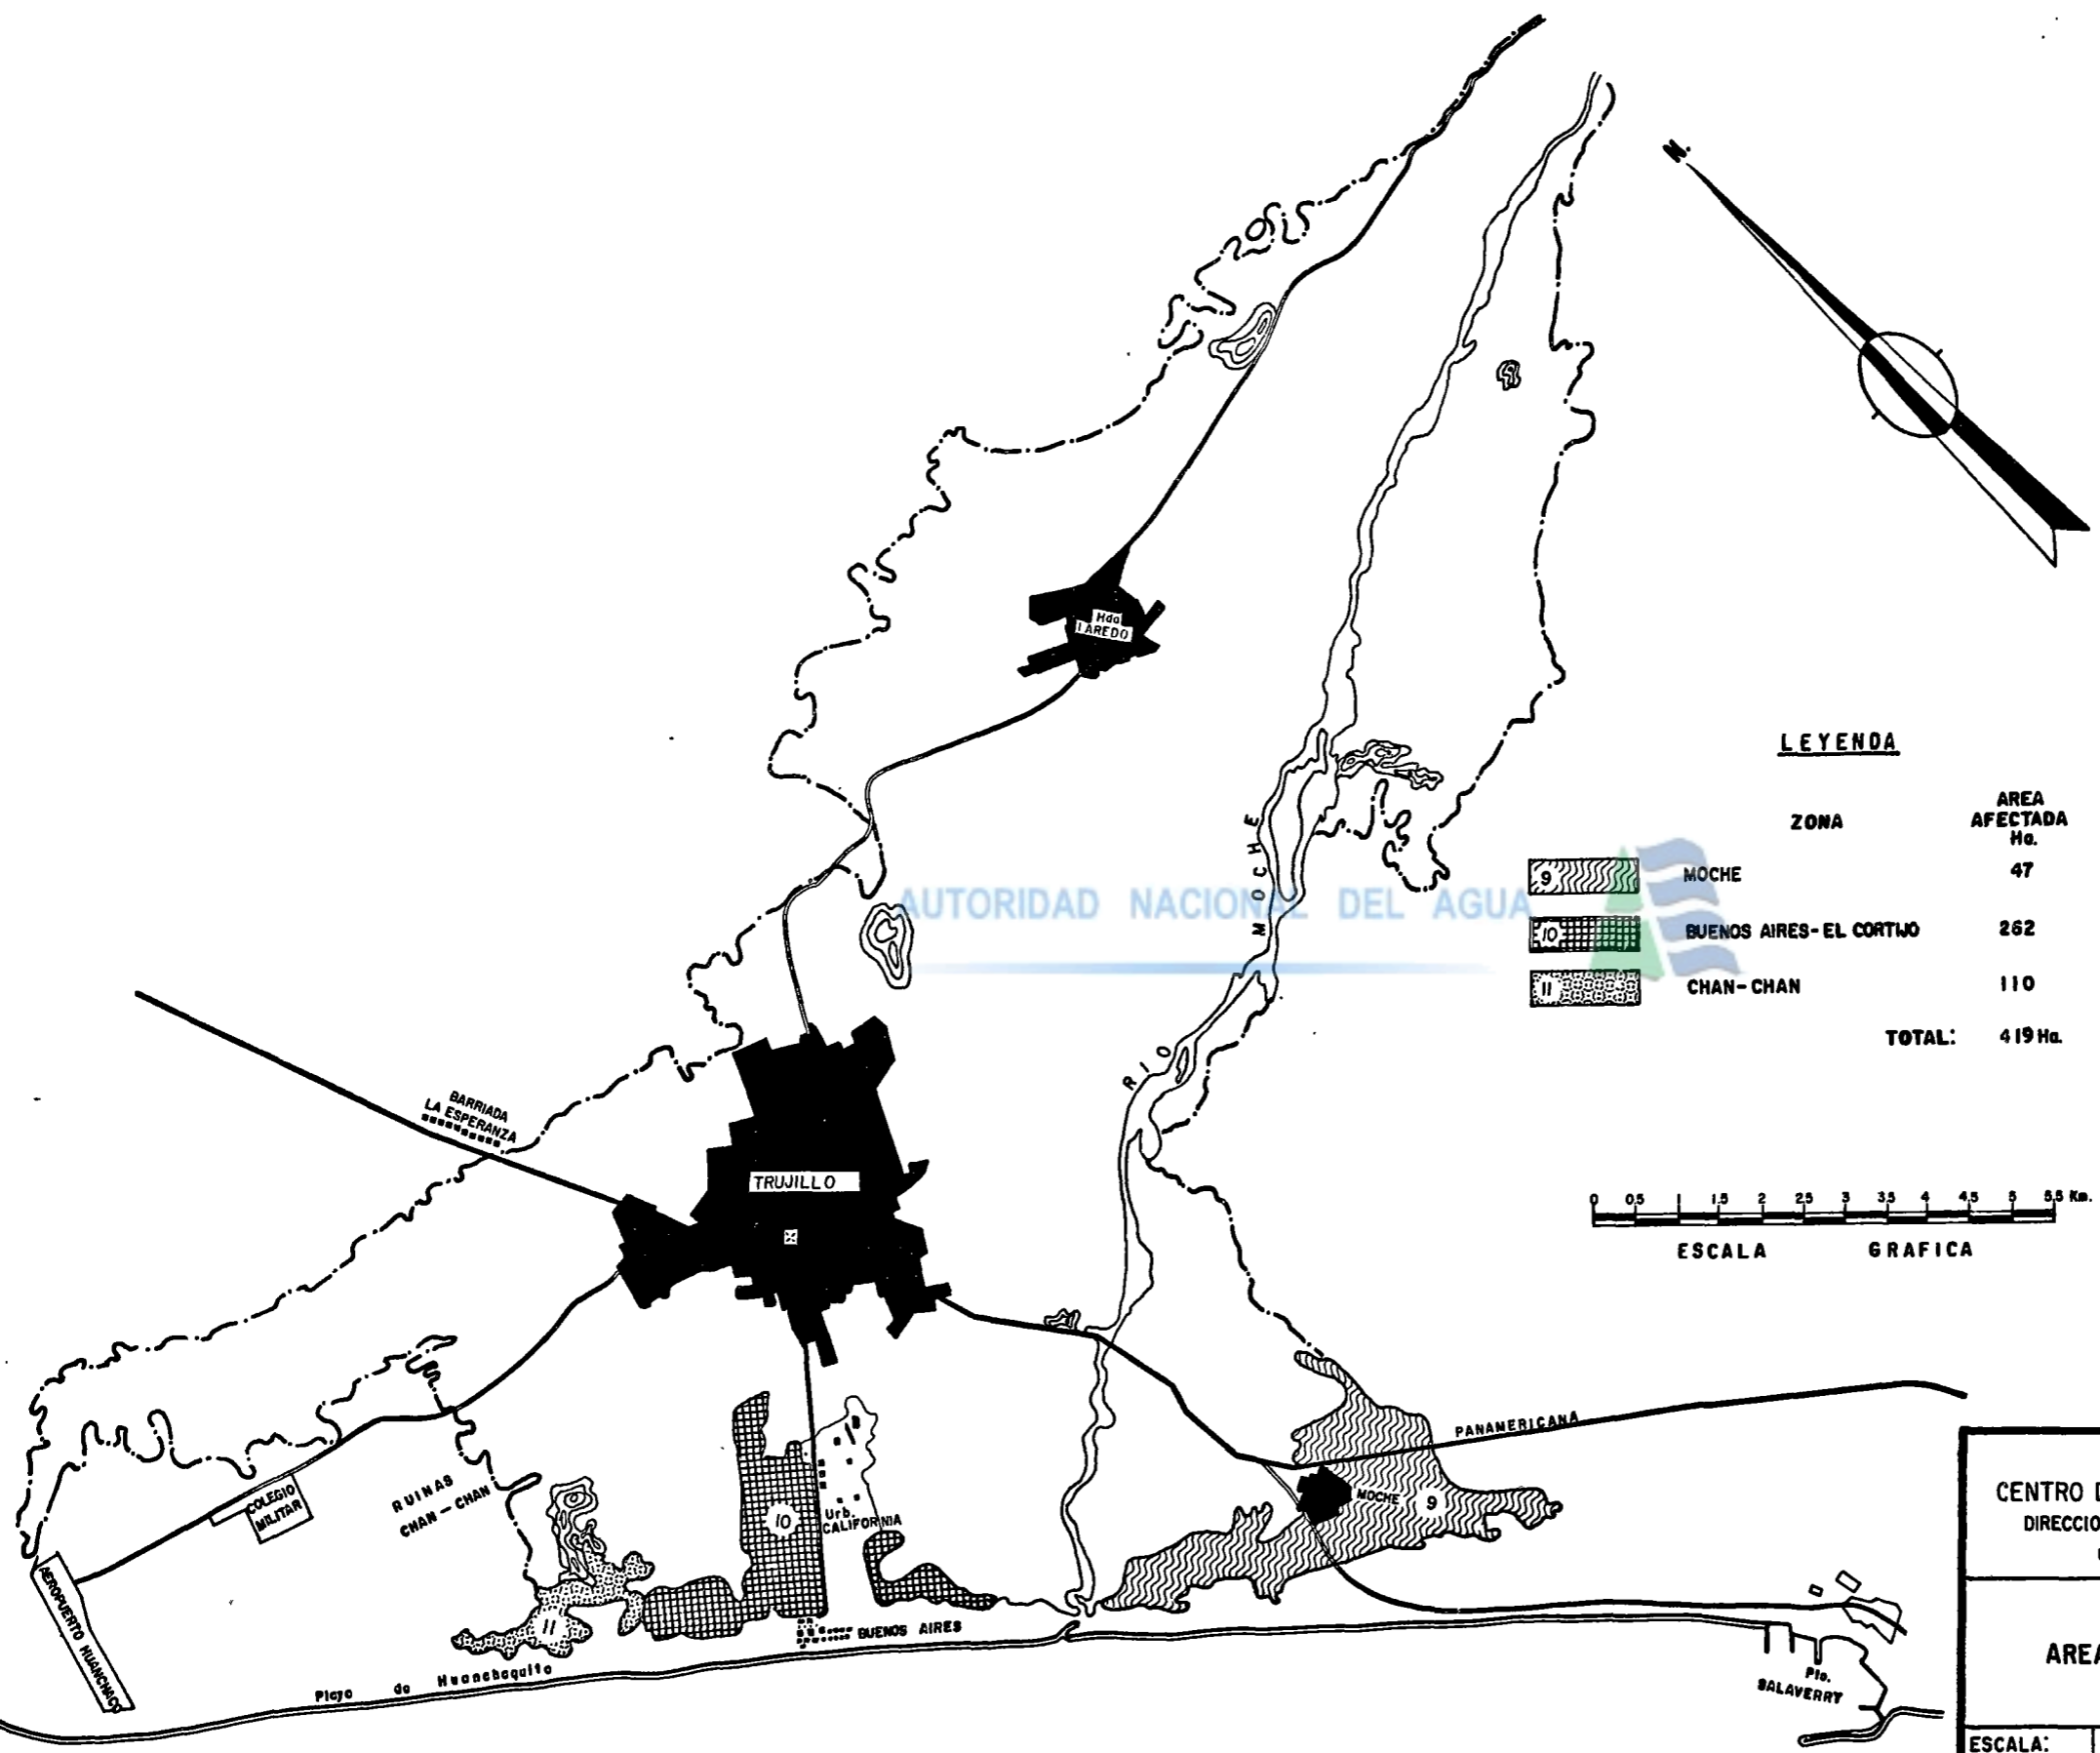 N.
Hda
LAREDO
LEYENDA
ZONA
AREA
AFECTADA
Ha.
9 MOCHE 47
10 BUENOS AIRES-EL CORTIJO 262
11 CHAN-CHAN 110
TOTAL: 419 Ha.
AUTORIDAD NACIONAL DEL AGUA
RIO MOCHE
BARRIADA
LA ESPERANZA
TRUJILLO
0 0.5 1 1.5 2 2.5 3 3.5 4 4.5 5 5.5 Km.
ESCALA GRAFICA
PANAMERICANA
COLEGIO
MILITAR
RUINAS
CHAN-CHAN
10
Urb.
CALIFORNIA
MOCHE
9
AEROPUERTO HUANCHACO
11
BUENOS AIRES
Playa de Huanchaquito
Pto.
SALAVERRY
CENTRO D
DIRECCIO
AREA
ESCALA: